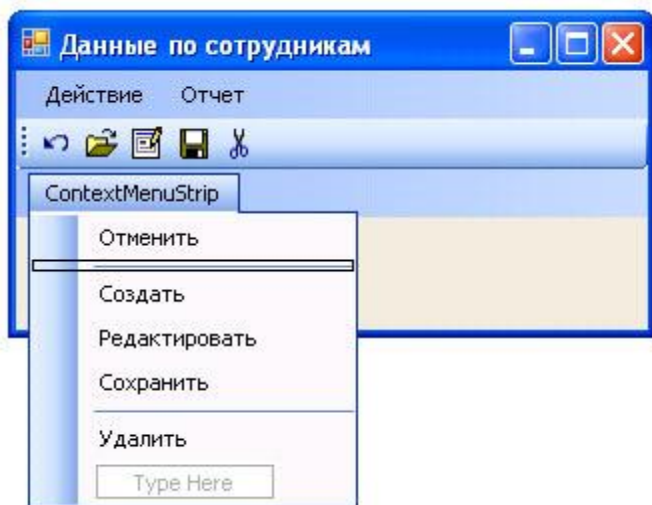 Данные по сотрудникам
Действие Отчет
ContextMenuStrip
Отменить
Создать
Редактировать
Сохранить
Удалить
Type Here